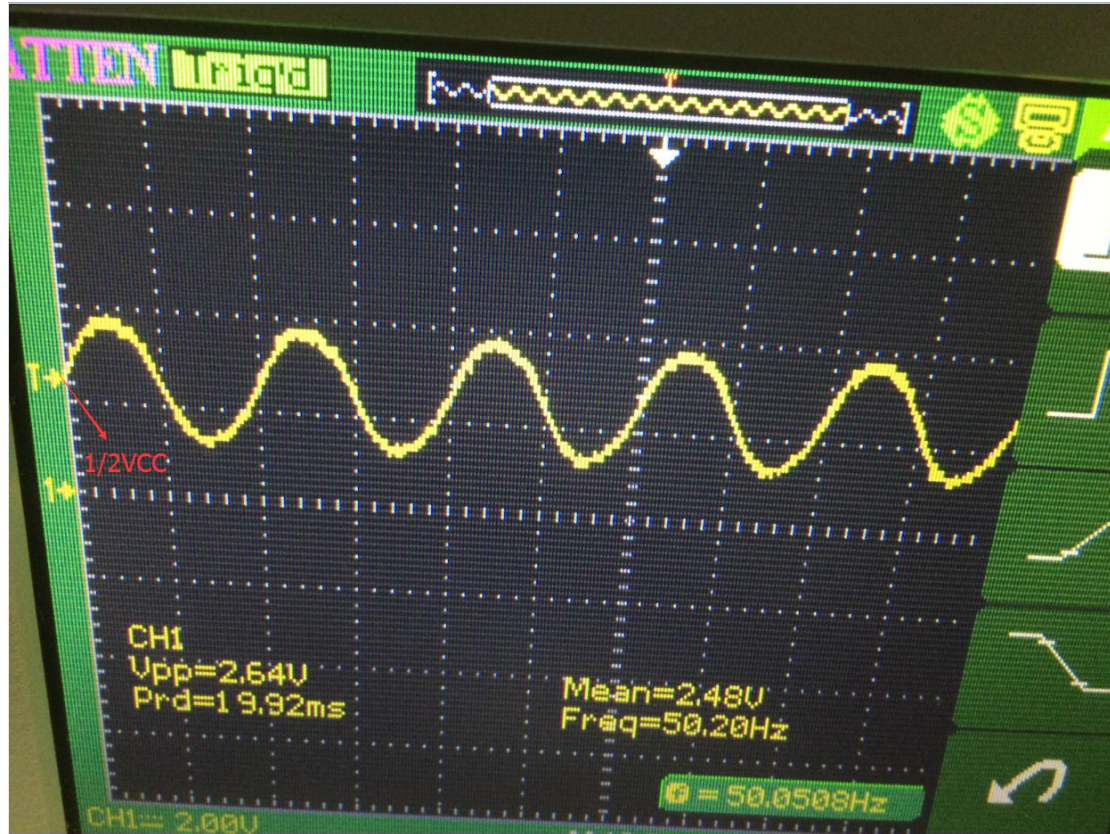 ATTEN Trig'd
T
S
T
1/2VCC
1
CH1
Vpp=2.64V
Prd=19.92ms
Mean=2.48V
Freq=50.20Hz
= 50.0508Hz
CH1 2.00V